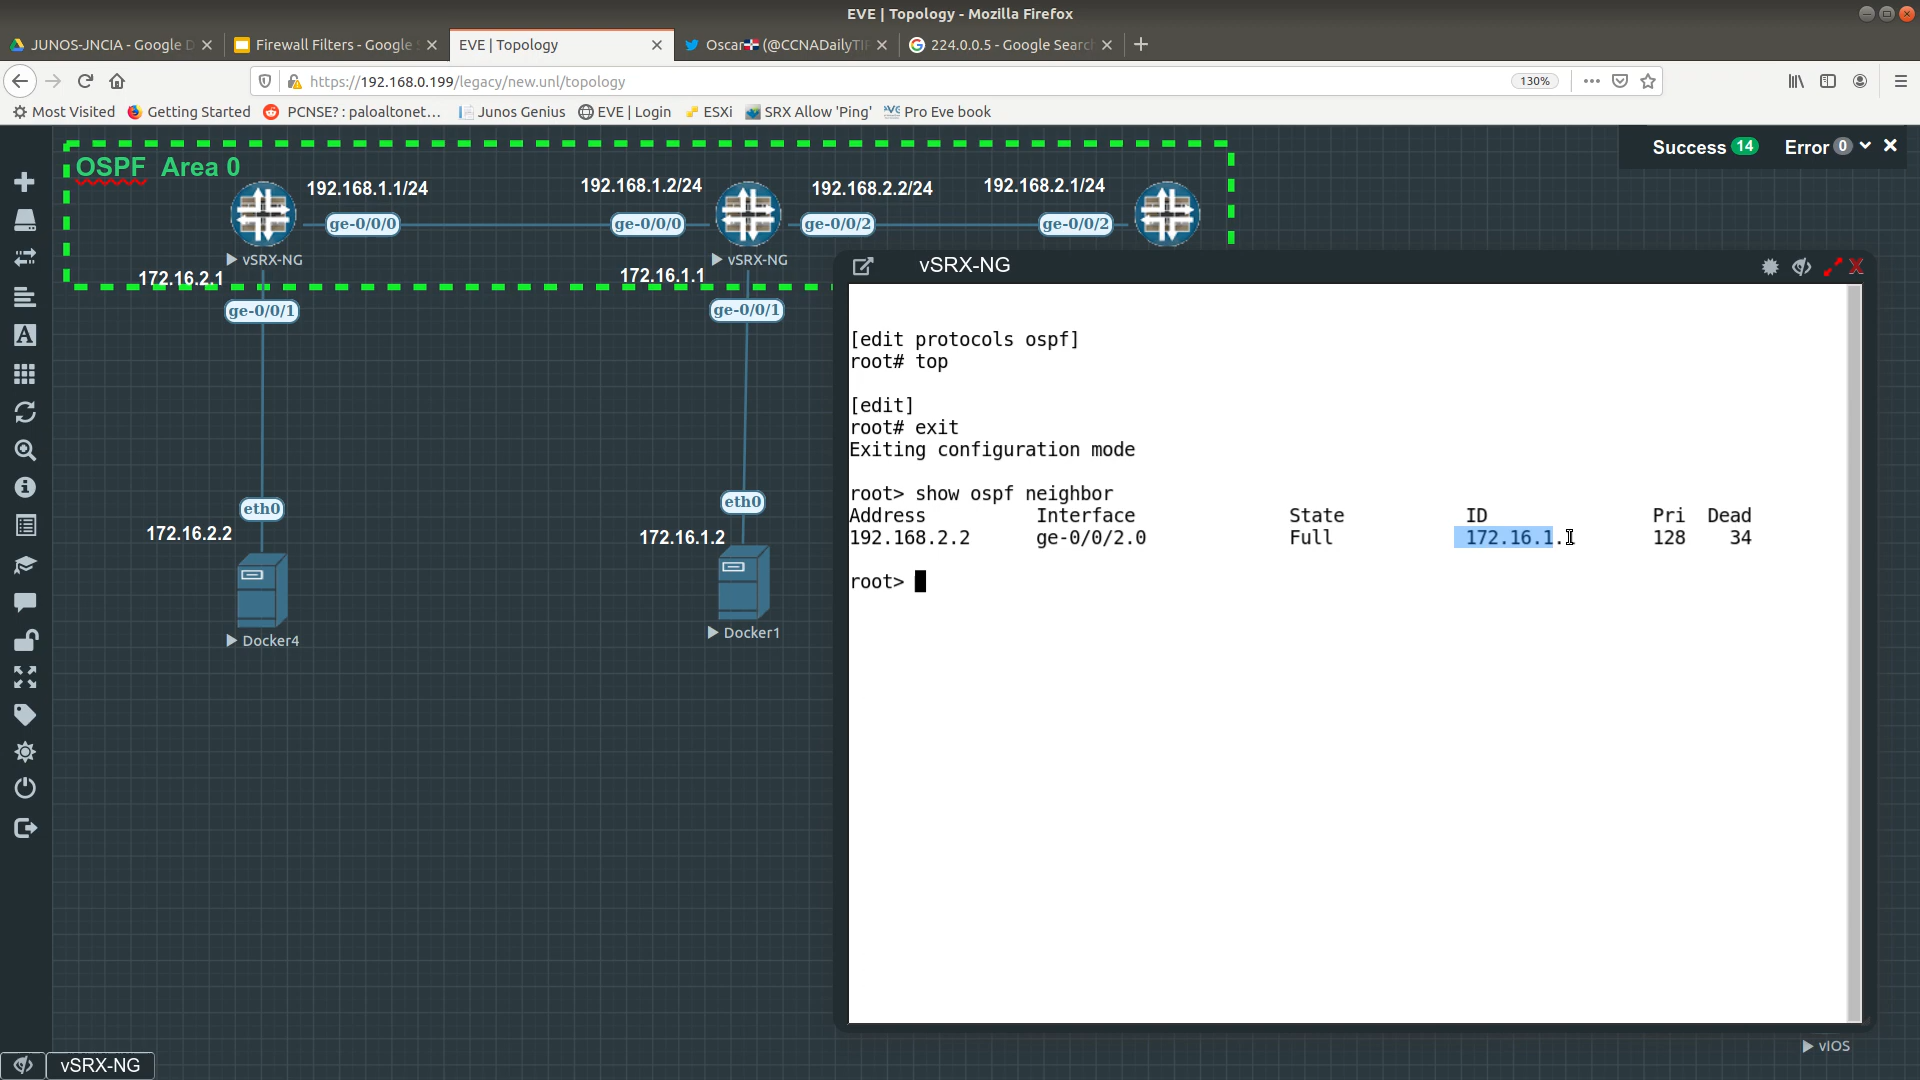 EVE | Topology - Mozilla Firefox
JUNOS-JNCIA - Google D
Firewall Filters - Google
EVE | Topology
Oscar (@CCNADailyTIP
224.0.0.5 - Google Search
https://192.168.0.199/legacy/new.unl/topology
130%
Most Visited
Getting Started
PCNSE? : paloaltonet…
Junos Genius
EVE | Login
ESXi
SRX Allow 'Ping'
Pro Eve book
Success 14
Error 0
OSPF Area 0
192.168.1.1/24
192.168.1.2/24
192.168.2.2/24
192.168.2.1/24
ge-0/0/0
ge-0/0/0
ge-0/0/2
ge-0/0/2
vSRX-NG
vSRX-NG
172.16.2.1
172.16.1.1
ge-0/0/1
ge-0/0/1
eth0
eth0
172.16.2.2
172.16.1.2
Docker4
Docker1
vSRX-NG
[edit protocols ospf]
root# top
[edit]
root# exit
Exiting configuration mode
root> show ospf neighbor
Address Interface State ID Pri Dead
192.168.2.2 ge-0/0/2.0 Full 172.16.1.1 128 34
root>
vIOS
vSRX-NG